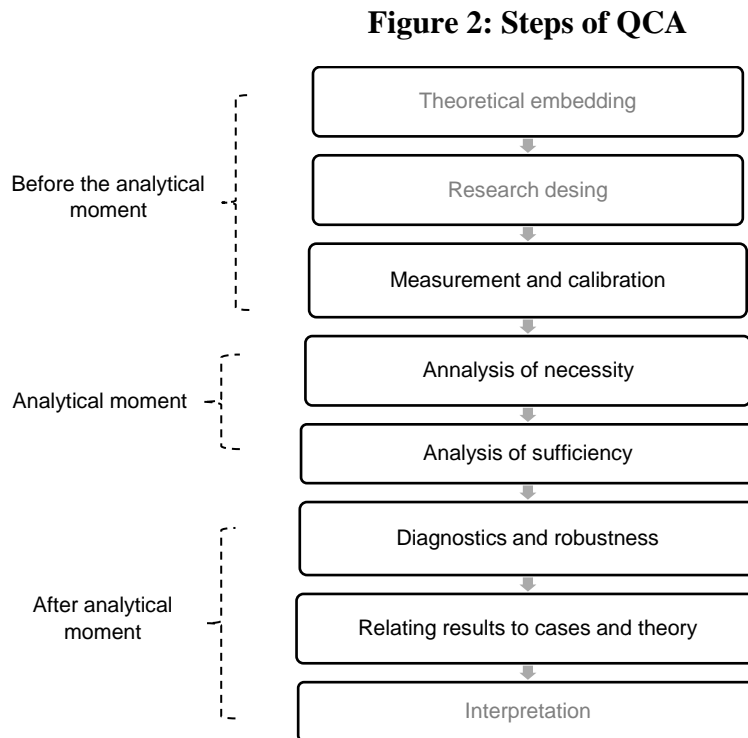 Figure 2: Steps of QCA
Theoretical embedding
Before the analytical
moment
Research desing
Measurement and calibration
Analytical moment
Annalysis of necessity
Analysis of sufficiency
After analytical
moment
Diagnostics and robustness
Relating results to cases and theory
Interpretation